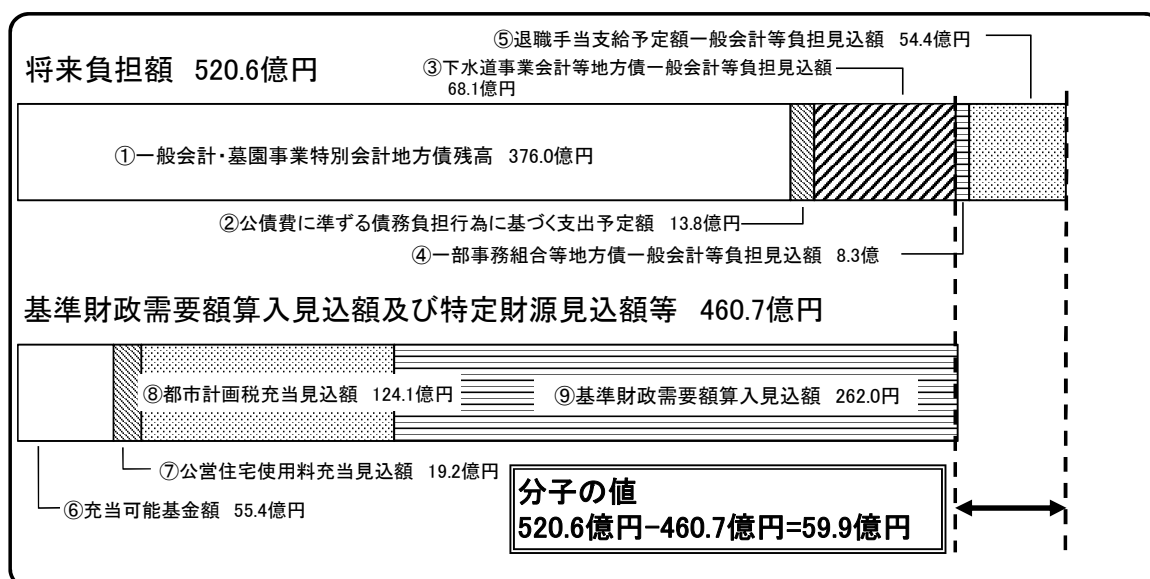 ⑤退職手当支給予定額一般会計等負担見込額 54.4億円
将来負担額 520.6億円
③下水道事業会計等地方債一般会計等負担見込額
68.1億円
①一般会計・墓園事業特別会計地方債残高 376.0億円
②公債費に準ずる債務負担行為に基づく支出予定額 13.8億円
④一部事務組合等地方債一般会計等負担見込額 8.3億
基準財政需要額算入見込額及び特定財源見込額等 460.7億円
⑧都市計画税充当見込額 124.1億円
⑨基準財政需要額算入見込額 262.0円
⑦公営住宅使用料充当見込額 19.2億円
⑥充当可能基金額 55.4億円
分子の値
520.6億円−460.7億円=59.9億円